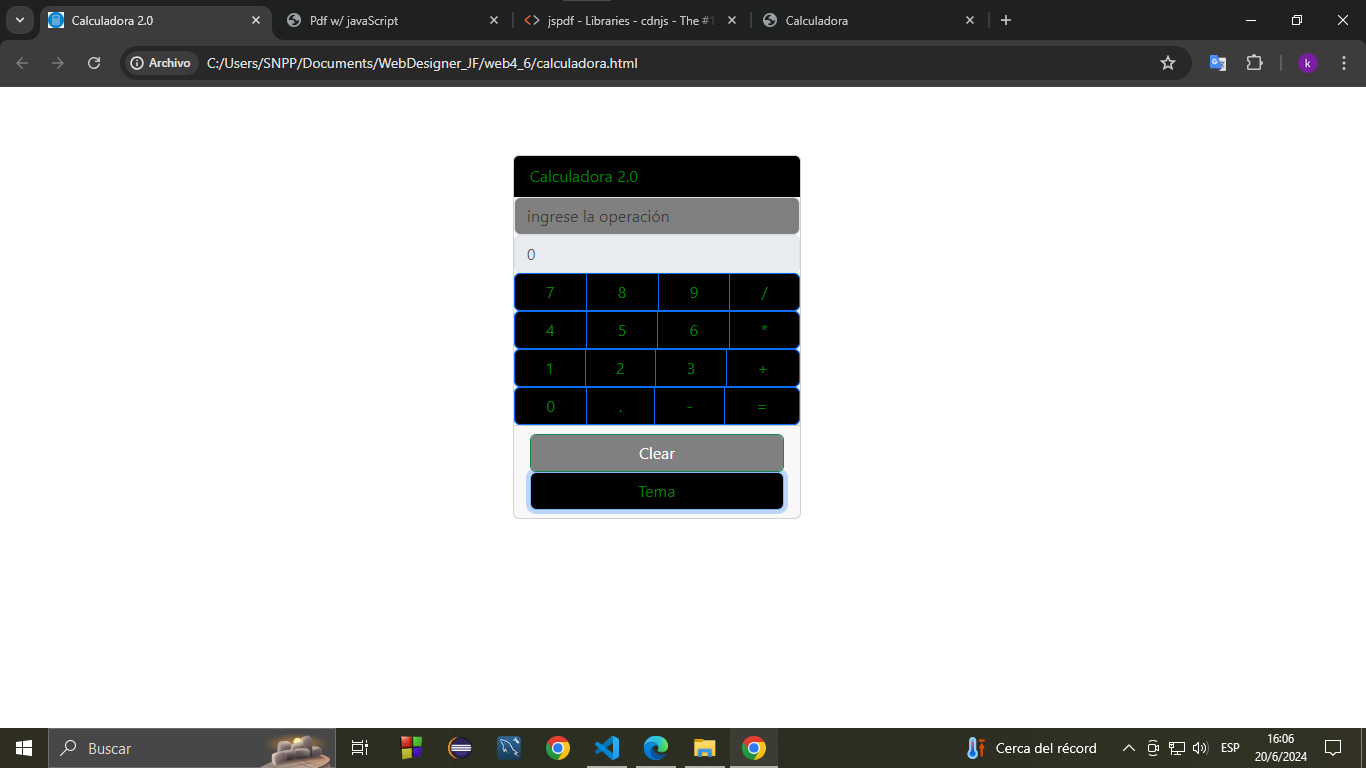 Calculadora 2.0
Pdf w/ javaScript
jspdf - Libraries - cdnjs - The #1
Calculadora
Archivo
C:/Users/SNPP/Documents/WebDesigner_JF/web4_6/calculadora.html
k
Calculadora 2.0
ingrese la operación
0
7 8 9 /
4 5 6 *
1 2 3 +
0 . - =
Clear
Tema
Buscar
Cerca del récord
ESP
16:06
20/6/2024